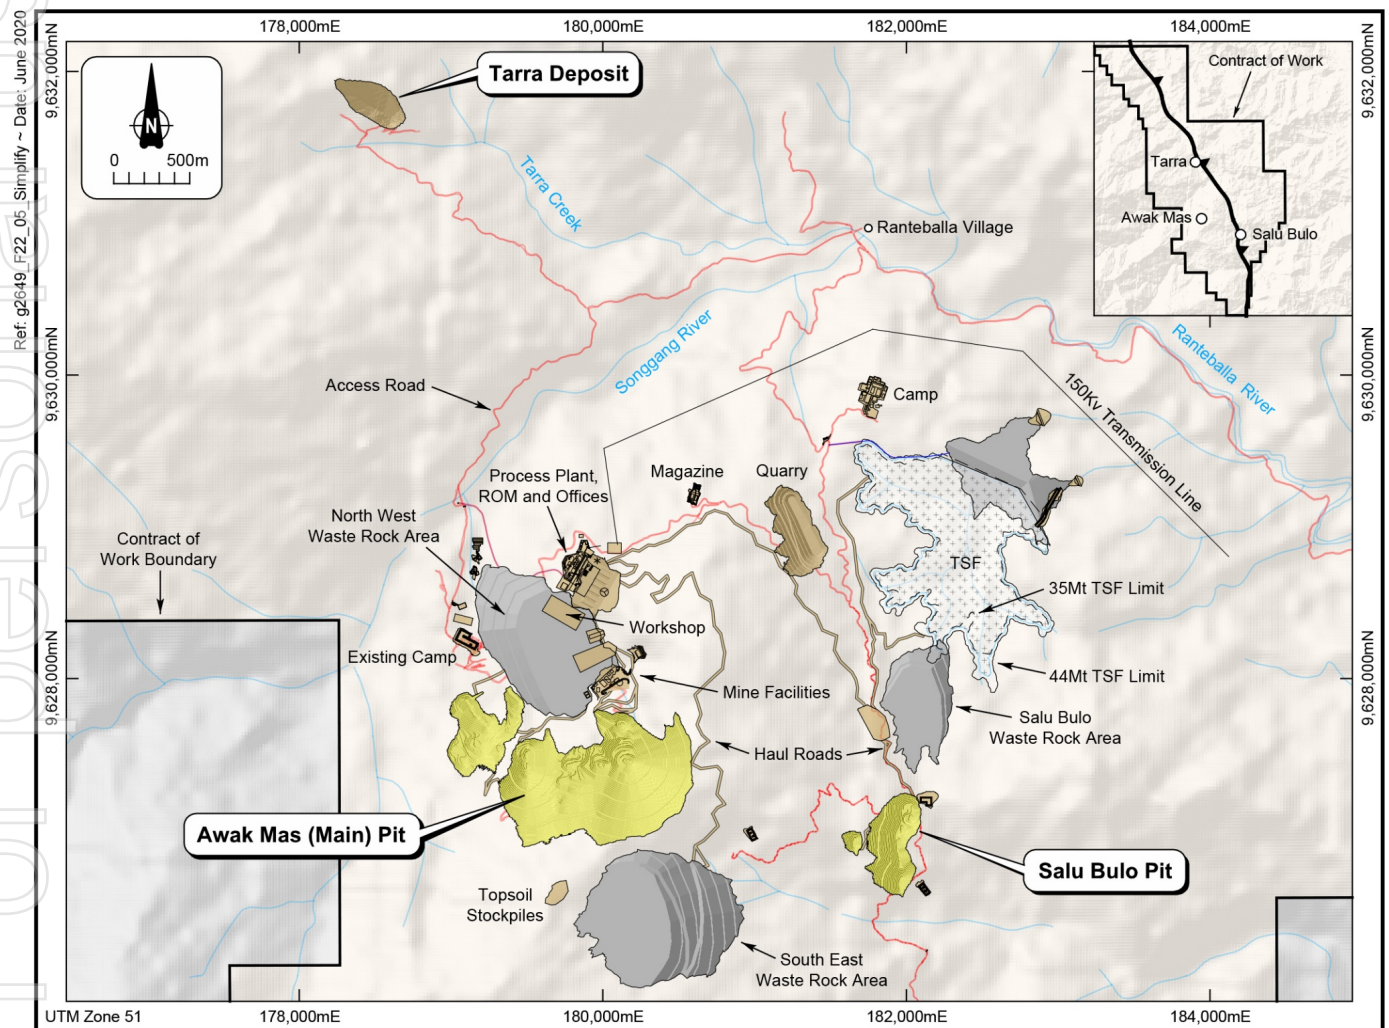 178,000mE
180,000mE
182,000mE
184,000mE
Ref: g2649_F22_05_Simplify ~ Date: June 2020
9,632,000mN
9,630,000mN
9,628,000mN
9,632,000mN
9,630,000mN
9,628,000mN
N
0 500m
Tarra Deposit
Contract of Work
Tarra
Awak Mas
Salu Bulo
Tarra Creek
Ranteballa Village
Songgang River
Ranteballa River
Access Road
Camp
150Kv Transmission Line
Process Plant,
ROM and Offices
Magazine
Quarry
North West
Waste Rock Area
Contract of
Work Boundary
TSF
35Mt TSF Limit
Workshop
Existing Camp
44Mt TSF Limit
Mine Facilities
Salu Bulo
Waste Rock Area
Haul Roads
Awak Mas (Main) Pit
Salu Bulo Pit
Topsoil
Stockpiles
South East
Waste Rock Area
UTM Zone 51
178,000mE
180,000mE
182,000mE
184,000mE